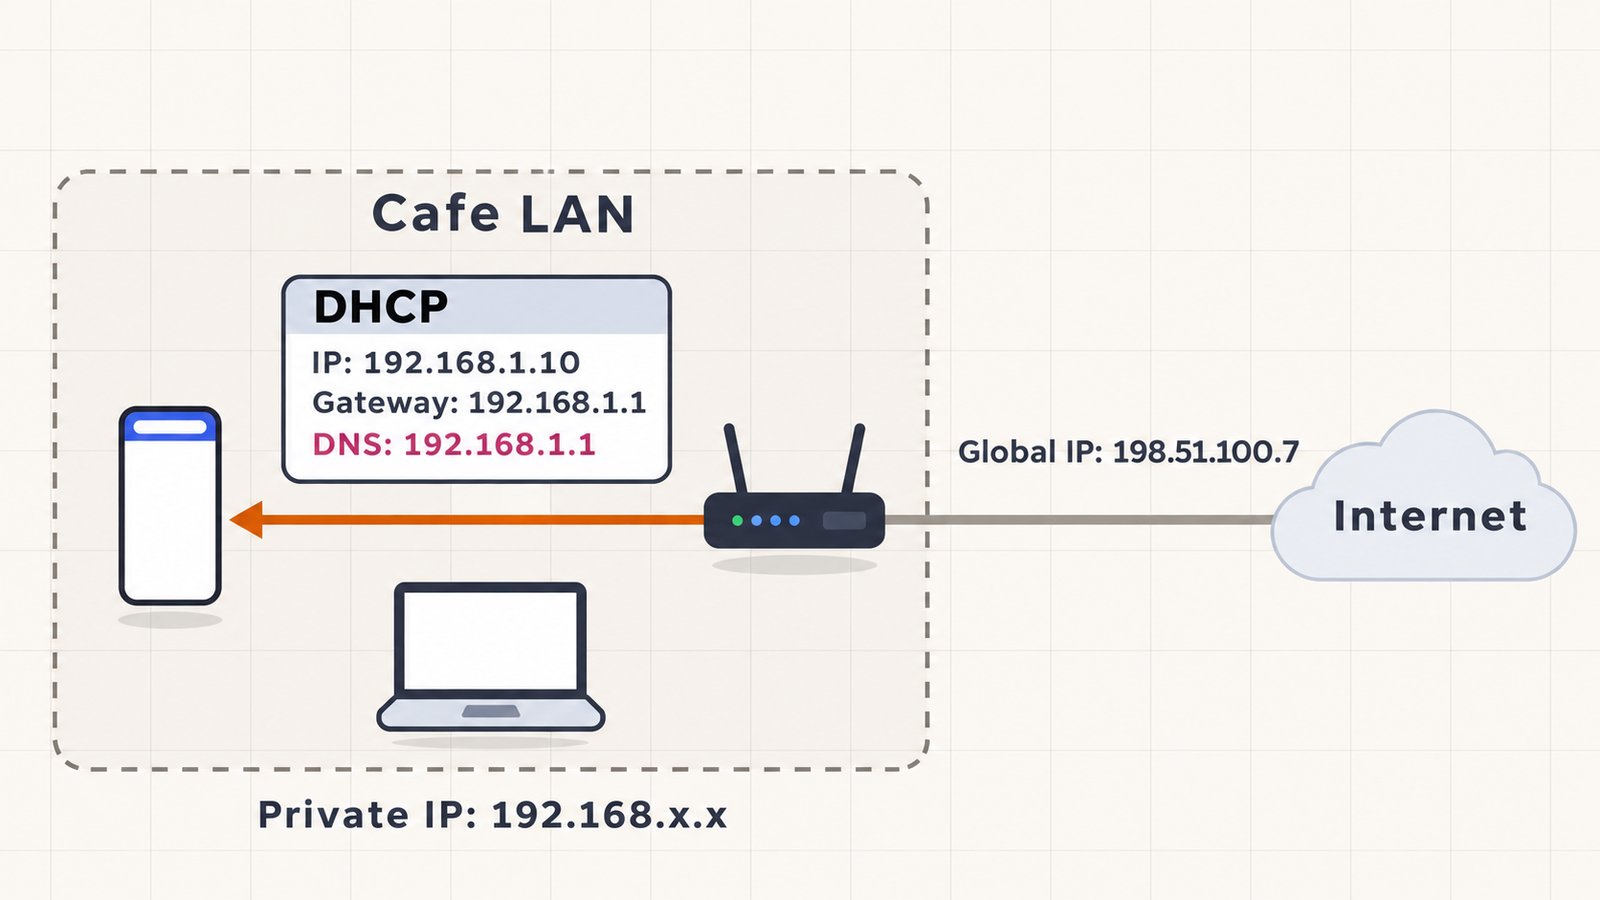 Cafe LAN
DHCP
IP: 192.168.1.10
Gateway: 192.168.1.1
DNS: 192.168.1.1
Global IP: 198.51.100.7
Internet
Private IP: 192.168.x.x